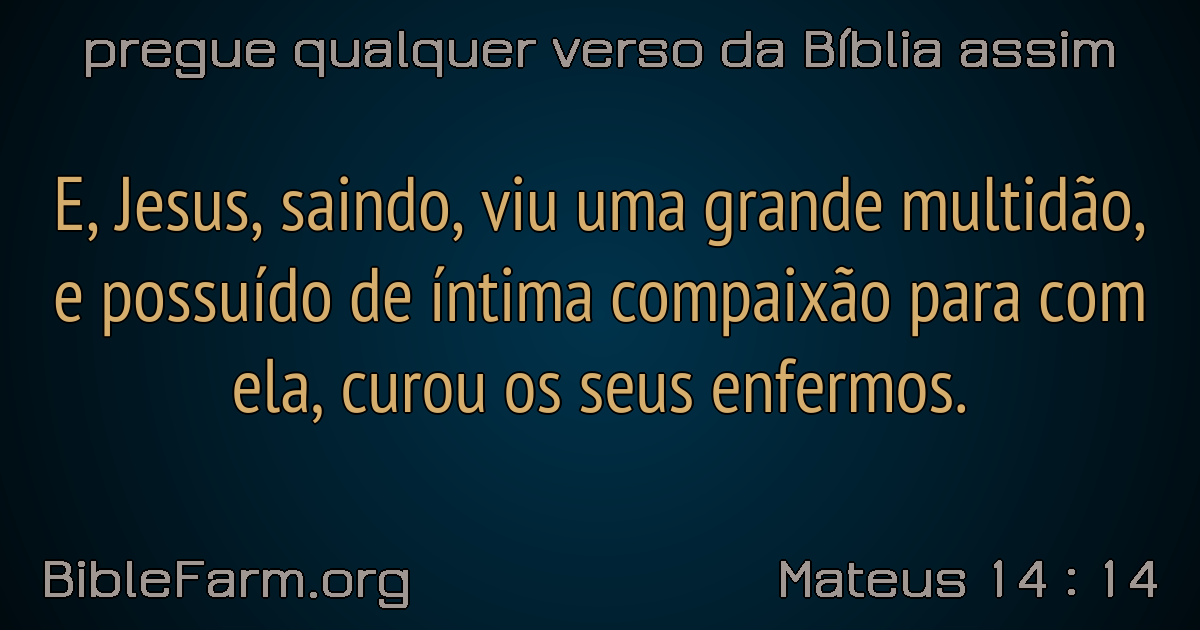 pregue qualquer verso da Bíblia assim
E, Jesus, saindo, viu uma grande multidão,
e possuído de íntima compaixão para com
ela, curou os seus enfermos.
BibleFarm.org
Mateus 14 : 14